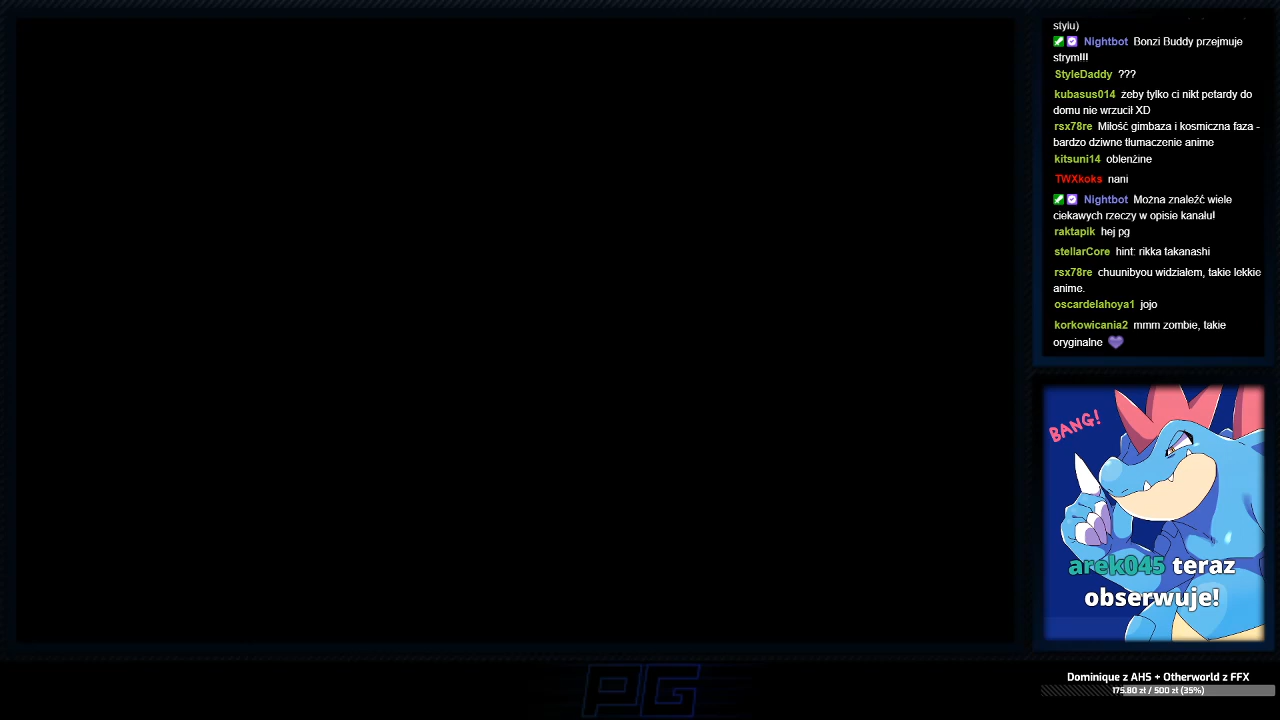 stylu)
Nightbot Bonzi Buddy przejmuje
strym!!!
StyleDaddy ???
kubasus014 zeby tylko ci nikt petardy do
domu nie wrzucił XD
rsx78re Miłość gimbaza i kosmiczna faza -
bardzo dziwne tłumaczenie anime
kitsuni14 oblenżine
TWXkoks nani
Nightbot Można znaleźć wiele
ciekawych rzeczy w opisie kanału!
raktapik hej pg
stellarCore hint: rikka takanashi
rsx78re chuunibyou widziałem, takie lekkie
anime.
oscardelahoya1 jojo
korkowicania2 mmm zombie, takie
oryginalne
BANG!
arek045 teraz
obserwuje!
PG
Dominique z AHS + Otherworld z FFX
175.80 zł / 500 zł (35%)